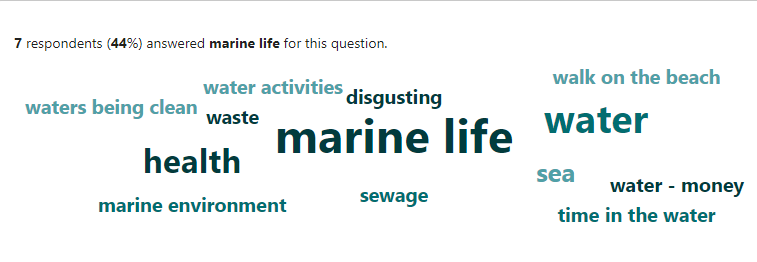 7 respondents (44%) answered marine life for this question.
walk on the beach
water activities
disgusting
waters being clean
waste
water
marine life
health
sea
water - money
sewage
marine environment
time in the water